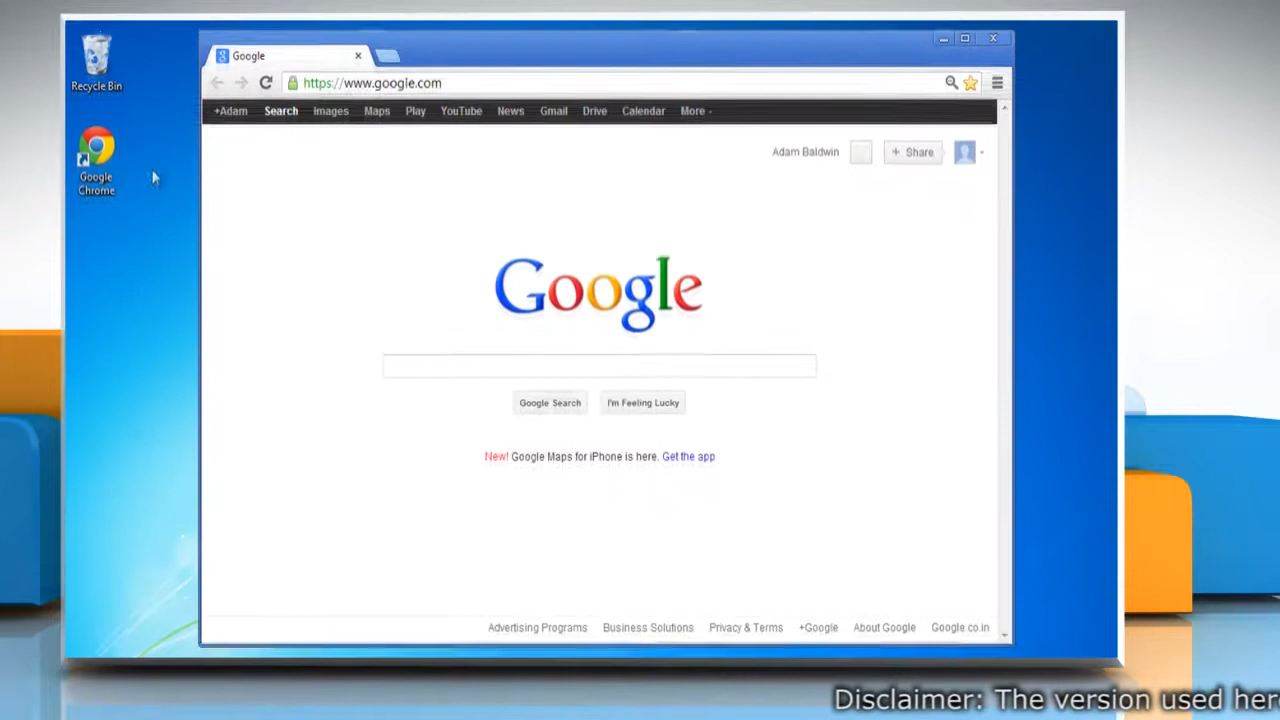 Recycle Bin
Google
Chrome
Google
https://www.google.com
+Adam Search Images Maps Play YouTube News Gmail Drive Calendar More
Adam Baldwin
+ Share
Google
Google Search
I'm Feeling Lucky
New! Google Maps for iPhone is here. Get the app
Advertising Programs Business Solutions Privacy & Terms +Google About Google Google.co.in
Disclaimer: The version used her